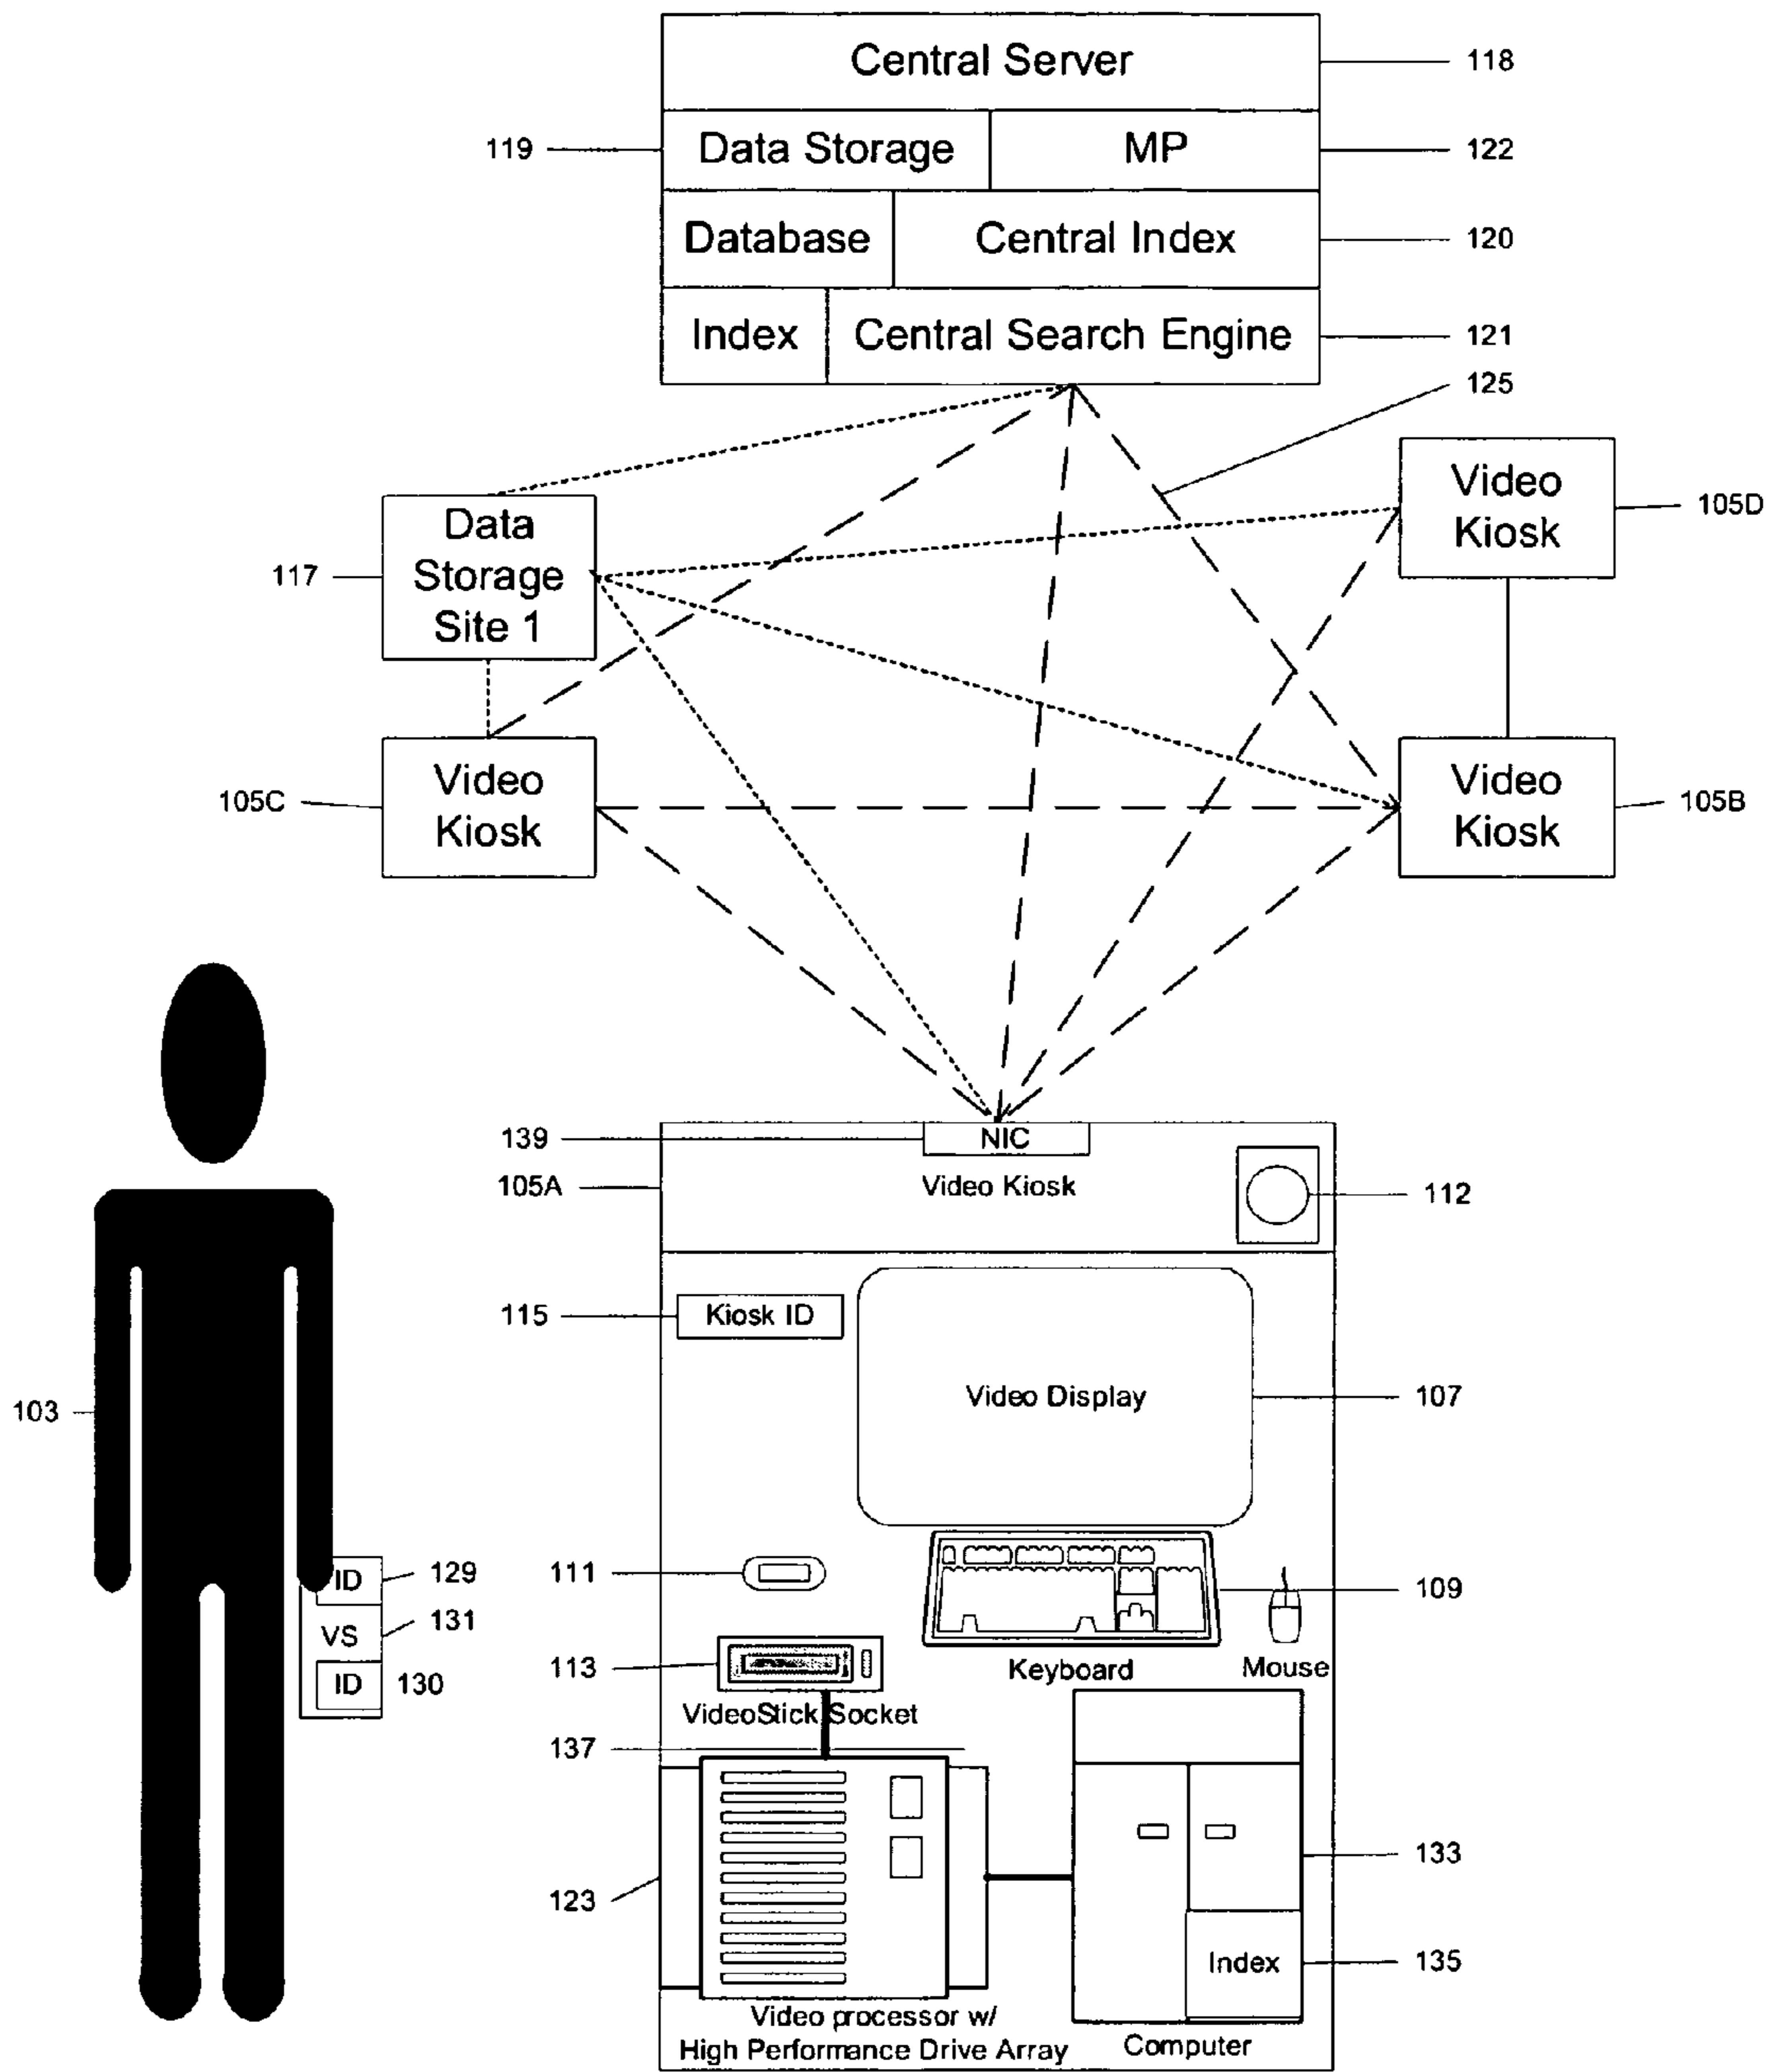 Central Server
118
119
Data Storage
MP
122
Database
Central Index
120
Index
Central Search Engine
121
125
Data
Storage
Site 1
117
Video
Kiosk
105D
105C
Video
Kiosk
Video
Kiosk
105B
139
NIC
105A
Video Kiosk
112
115
Kiosk ID
Video Display
107
103
ID
129
VS
131
ID
130
111
109
113
VideoStick Socket
Keyboard
Mouse
137
123
133
Index
135
Video processor w/
High Performance Drive Array
Computer